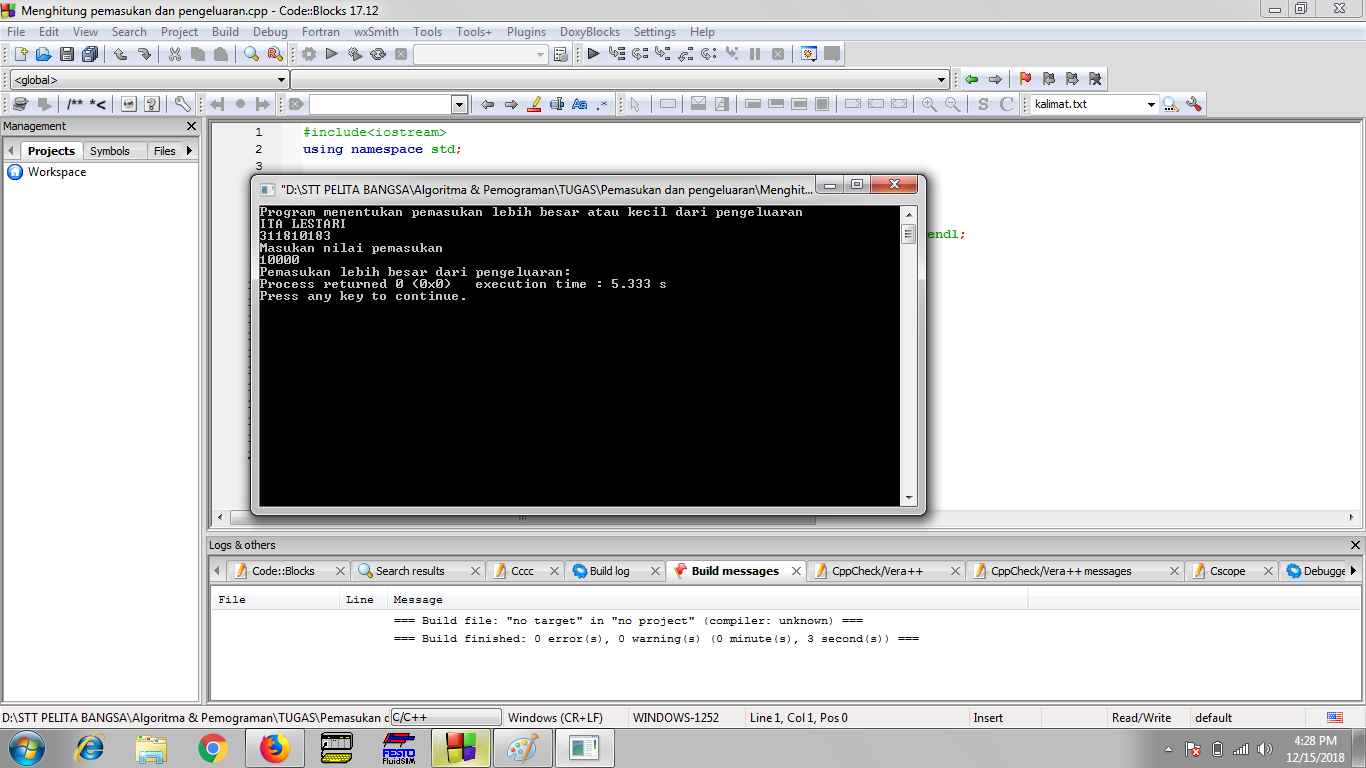 Menghitung pemasukan dan pengeluaran.cpp - Code::Blocks 17.12
File Edit View Search Project Build Debug Fortran wxSmith Tools Tools+ Plugins DoxyBlocks Settings Help
<global>
/** *<
Aa .*
S C
kalimat.txt
Management
Projects Symbols Files
Workspace
1 #include<iostream>
2 using namespace std;
3
endl;
"D:\STT PELITA BANGSA\Algoritma & Pemograman\TUGAS\Pemasukan dan pengeluaran\Menghit...
Program menentukan pemasukan lebih besar atau kecil dari pengeluaran
ITA LESTARI
311810183
Masukan nilai pemasukan
10000
Pemasukan lebih besar dari pengeluaran:
Process returned 0 (0x0)   execution time : 5.333 s
Press any key to continue.
Logs & others
Code::Blocks Search results Cccc Build log Build messages CppCheck/Vera++ CppCheck/Vera++ messages Cscope Debugge
File Line Message
=== Build file: "no target" in "no project" (compiler: unknown) ===
=== Build finished: 0 error(s), 0 warning(s) (0 minute(s), 3 second(s)) ===
D:\STT PELITA BANGSA\Algoritma & Pemograman\TUGAS\Pemasukan d C/C++ Windows (CR+LF) WINDOWS-1252 Line 1, Col 1, Pos 0 Insert Read/Write default
FESTO
FluidSIM
4:28 PM
12/15/2018